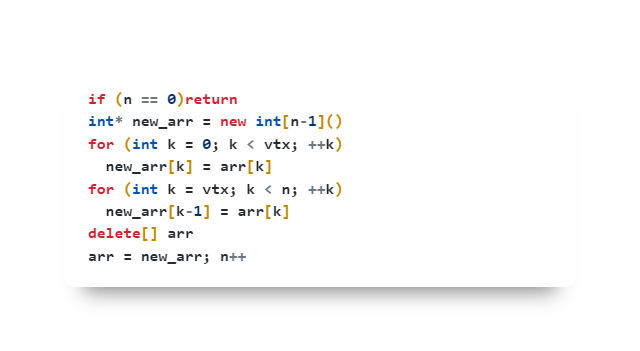 if (n == 0)return
int* new_arr = new int[n-1]()
for (int k = 0; k < vtx; ++k)
  new_arr[k] = arr[k]
for (int k = vtx; k < n; ++k)
  new_arr[k-1] = arr[k]
delete[] arr
arr = new_arr; n++